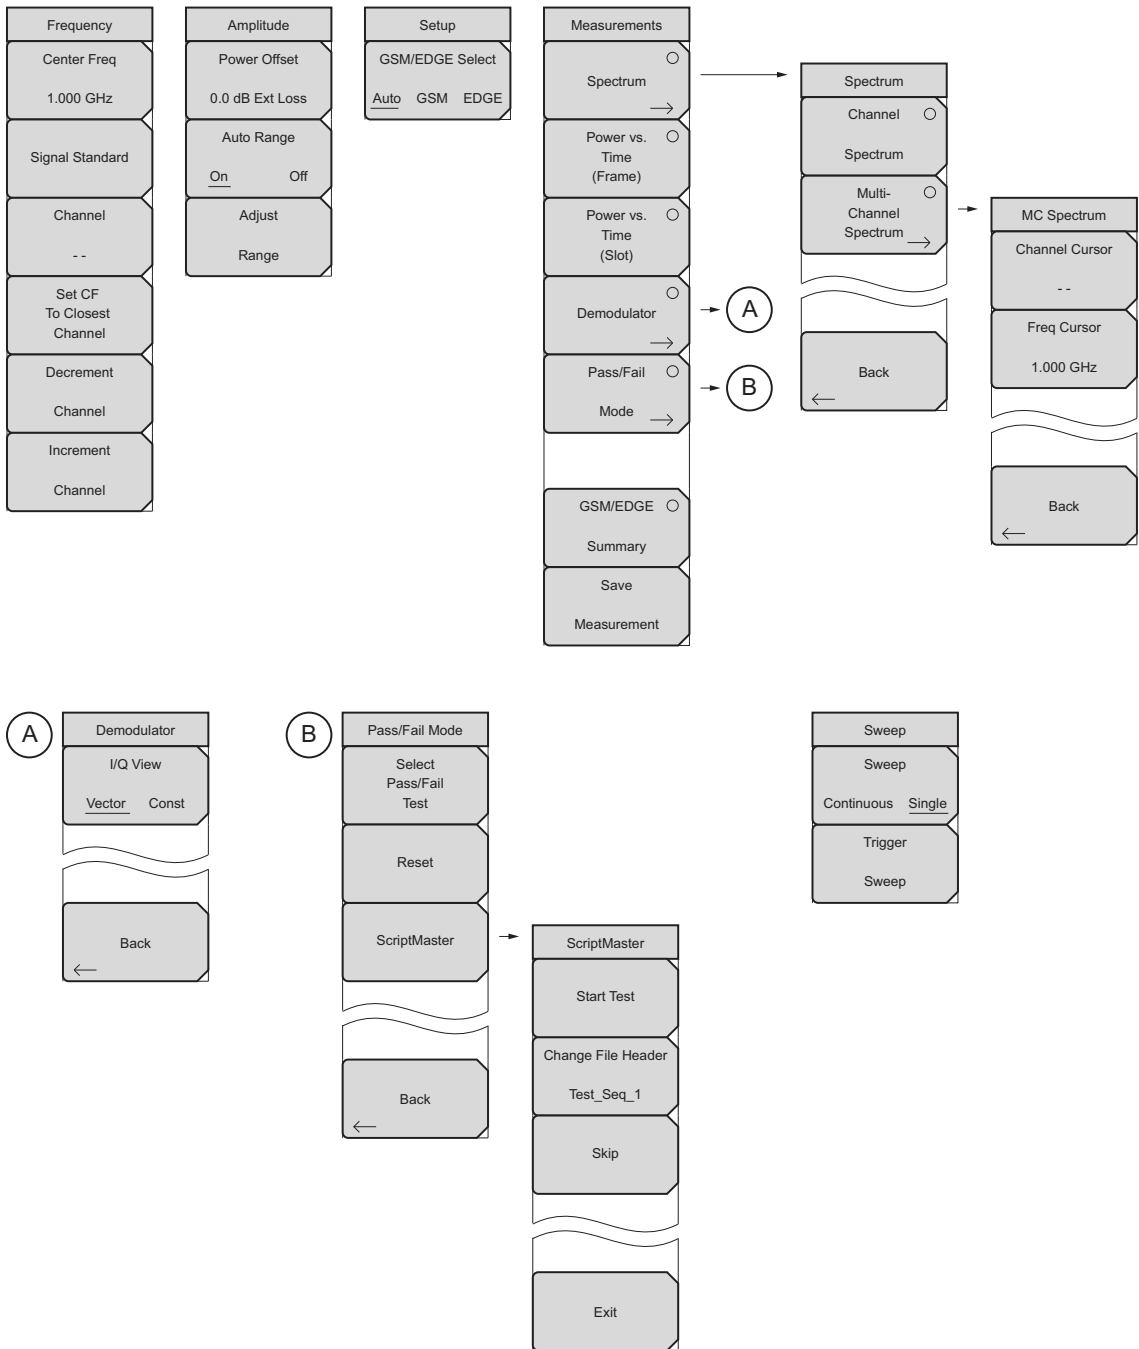 Frequency
Center Freq
1.000 GHz
Signal Standard
Channel
- -
Set CF
To Closest
Channel
Decrement
Channel
Increment
Channel
Amplitude
Power Offset
0.0 dB Ext Loss
Auto Range
On Off
Adjust
Range
Setup
GSM/EDGE Select
Auto GSM EDGE
Measurements
Spectrum
Power vs.
Time
(Frame)
Power vs.
Time
(Slot)
Demodulator
Pass/Fail
Mode
GSM/EDGE
Summary
Save
Measurement
A
B
Spectrum
Channel
Spectrum
Multi-
Channel
Spectrum
Back
MC Spectrum
Channel Cursor
- -
Freq Cursor
1.000 GHz
Back
A
Demodulator
I/Q View
Vector Const
Back
B
Pass/Fail Mode
Select
Pass/Fail
Test
Reset
ScriptMaster
Back
ScriptMaster
Start Test
Change File Header
Test_Seq_1
Skip
Exit
Sweep
Sweep
Continuous Single
Trigger
Sweep